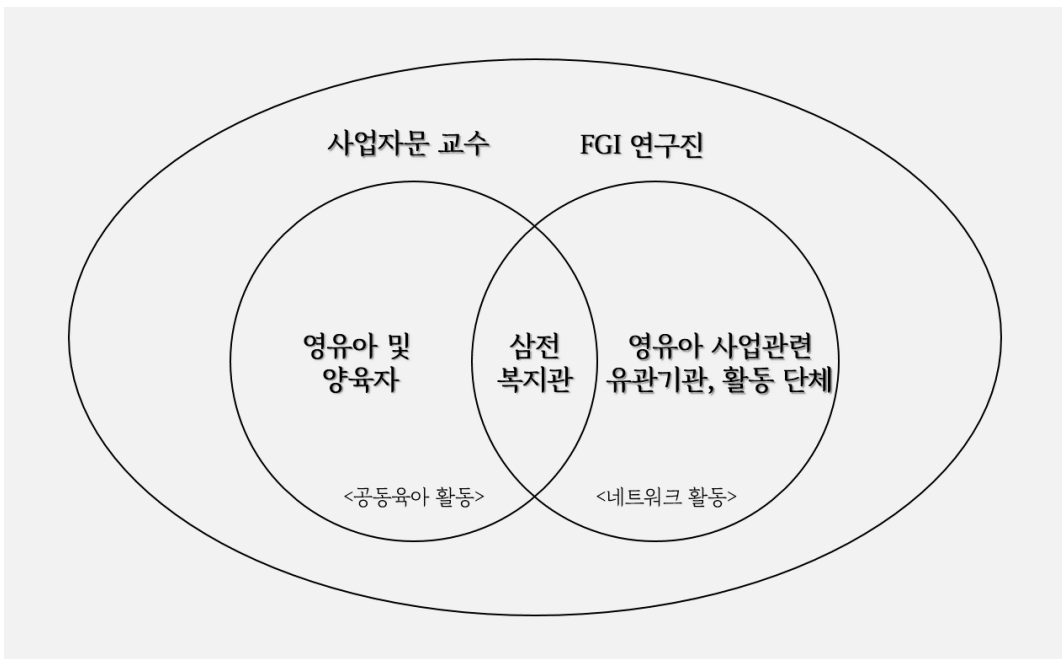 사업자문 교수
FGI 연구진
영유아 및
양육자
삼전
복지관
영유아 사업관련
유관기관, 활동 단체
<공동육아 활동>
<네트워크 활동>